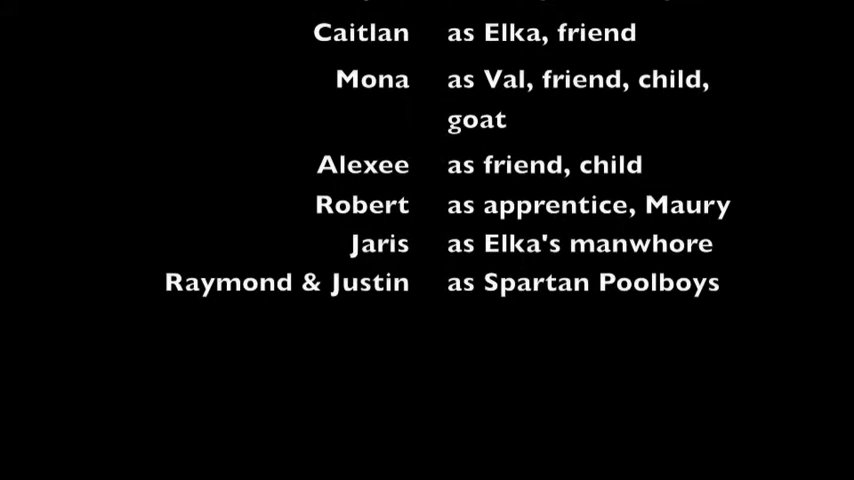 Caitlan as Elka, friend
Mona as Val, friend, child,
goat
Alexee as friend, child
Robert as apprentice, Maury
Jaris as Elka's manwhore
Raymond & Justin as Spartan Poolboys